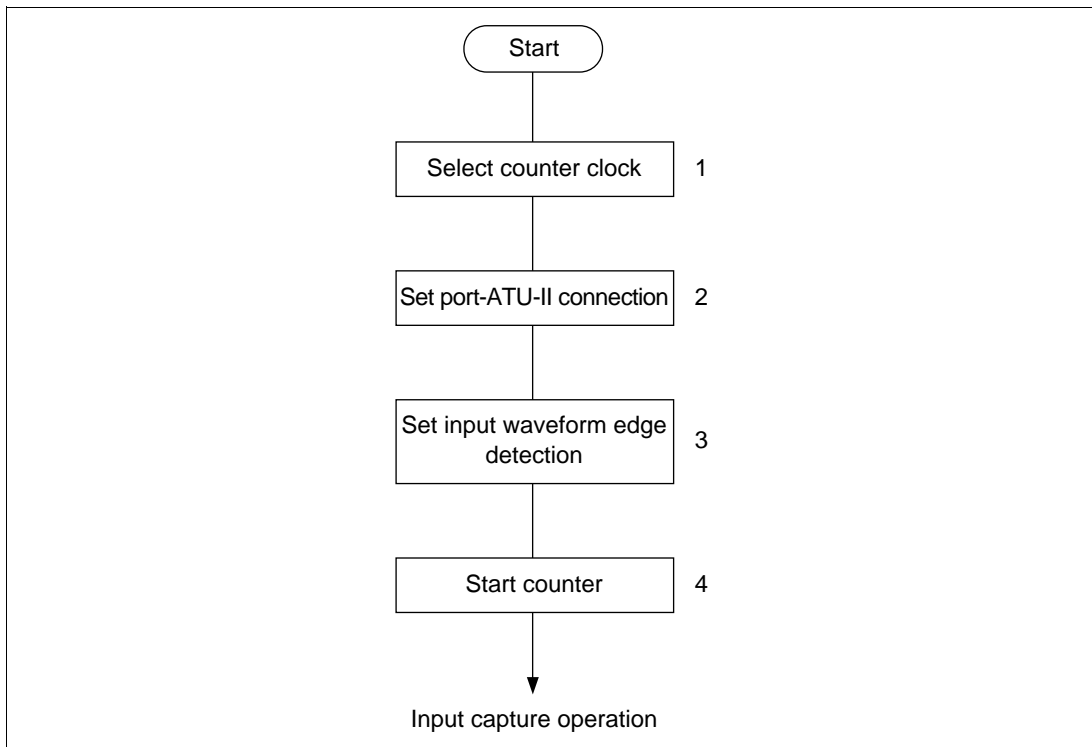 Start
Select counter clock 1
Set port-ATU-II connection 2
Set input waveform edge
detection 3
Start counter 4
Input capture operation